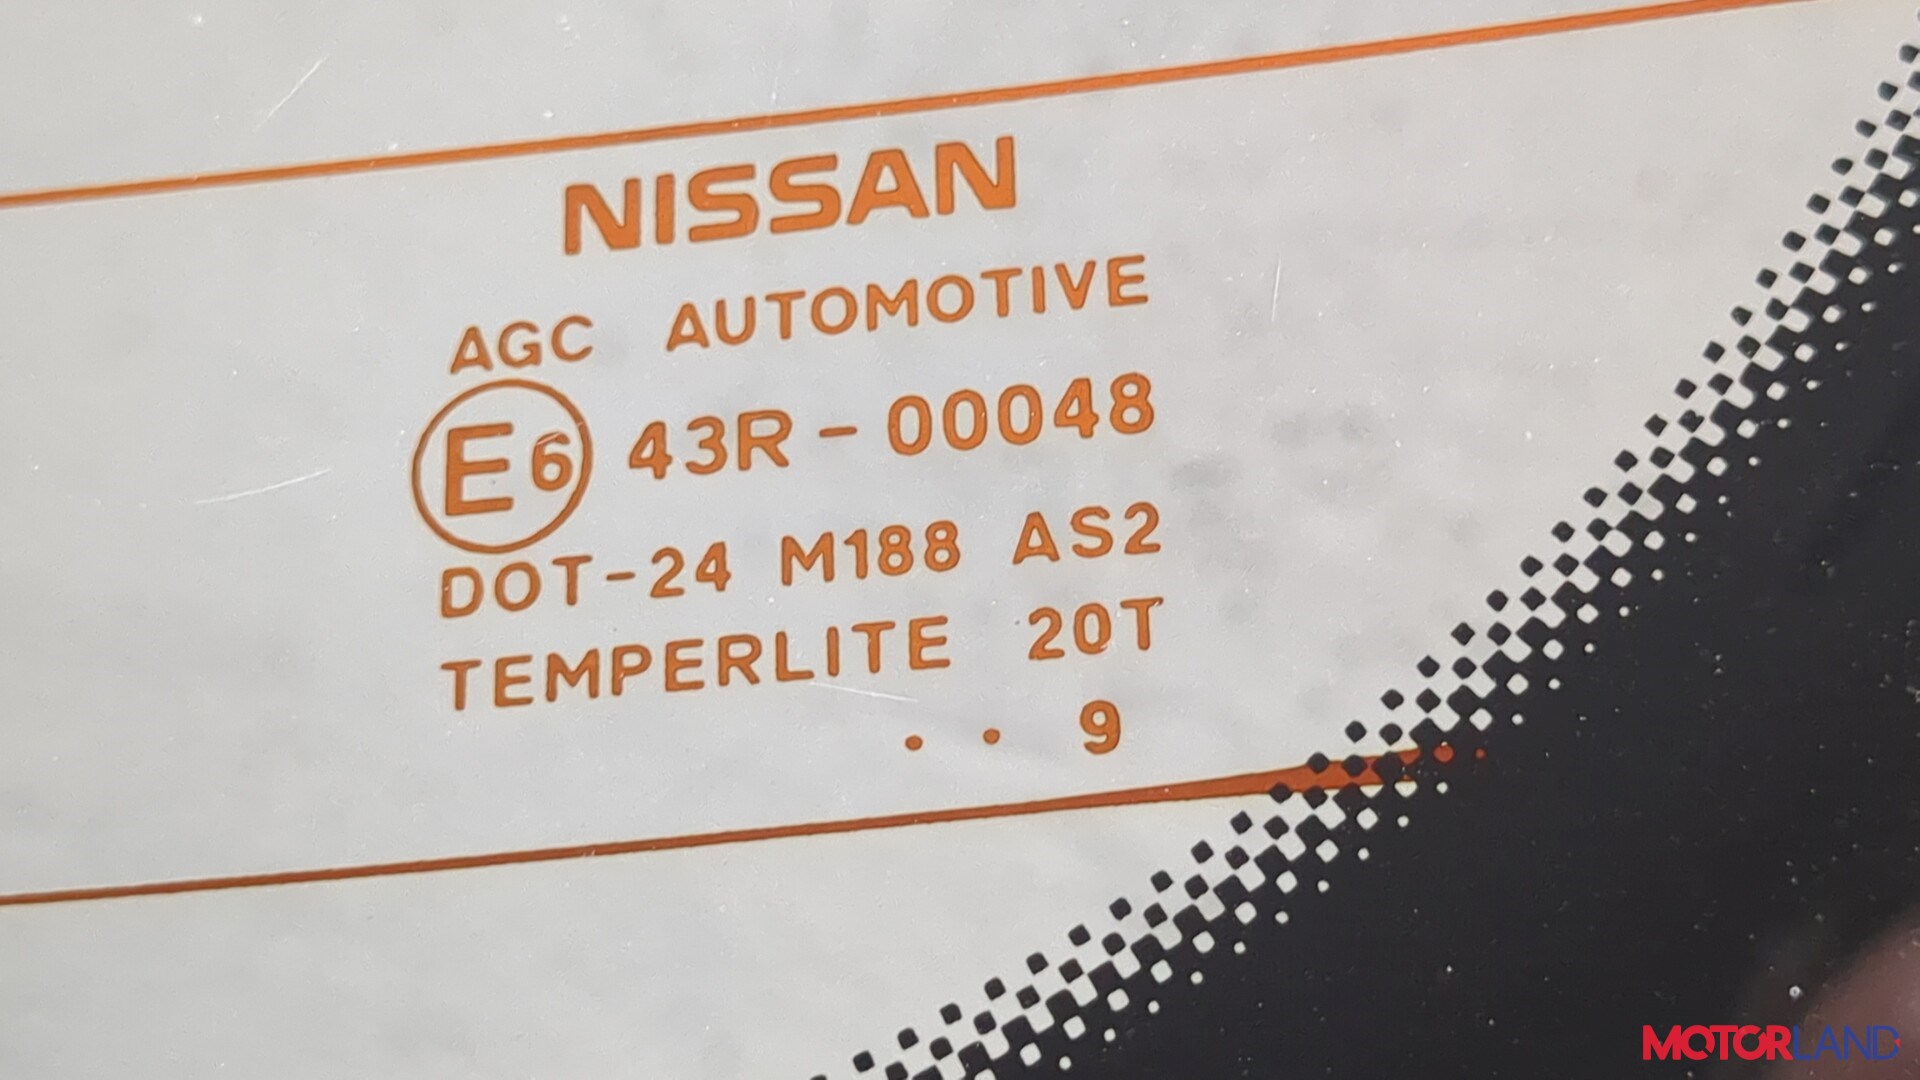 NISSAN
AGC AUTOMOTIVE
E6 43R-00048
DOT-24 M188 AS2
TEMPERLITE 20T
. . 9
MOTORLAND